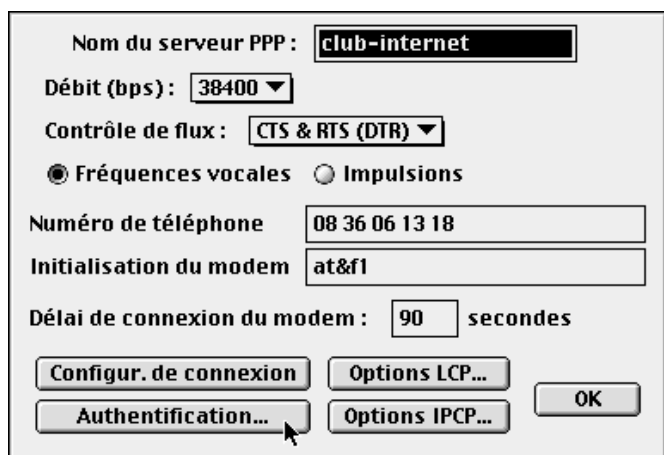 Nom du serveur PPP : club-internet
Débit (bps) : 38400
Contrôle de flux : CTS & RTS (DTR)
Fréquences vocales Impulsions
Numéro de téléphone 08 36 06 13 18
Initialisation du modem at&f1
Délai de connexion du modem : 90 secondes
Configur. de connexion Options LCP...
Authentification... Options IPCP... OK